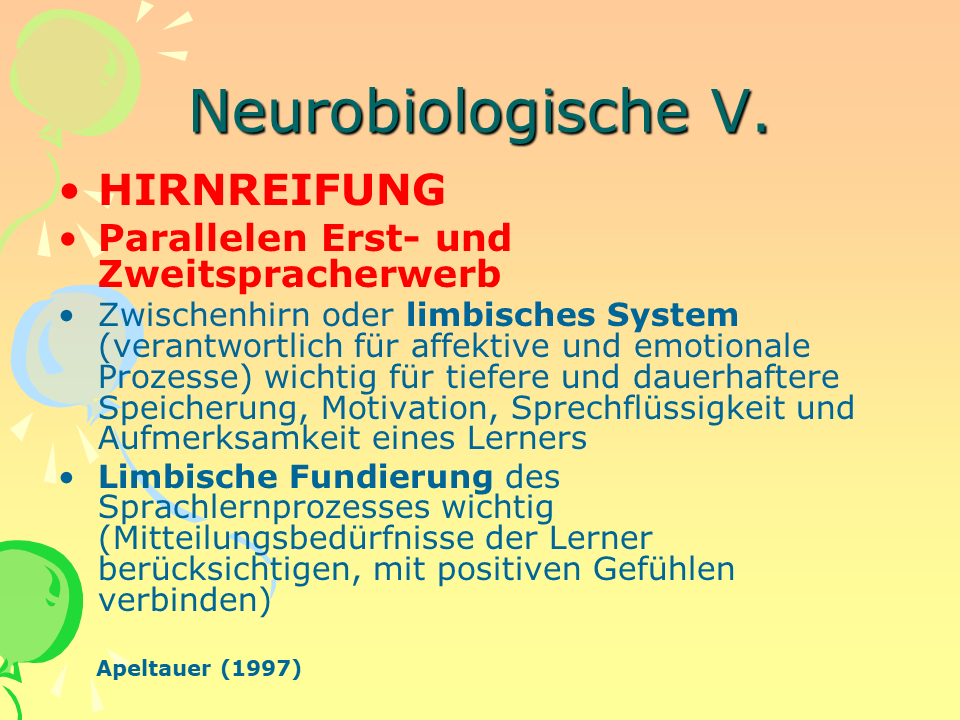 Neurobiologische V.
• HIRNREIFUNG
• Parallelen Erst- und
Zweitspracherwerb
• Zwischenhirn oder limbisches System
(verantwortlich für affektive und emotionale
Prozesse) wichtig für tiefere und dauerhaftere
Speicherung, Motivation, Sprechflüssigkeit und
Aufmerksamkeit eines Lerners
• Limbische Fundierung des
Sprachlernprozesses wichtig
(Mitteilungsbedürfnisse der Lerner
berücksichtigen, mit positiven Gefühlen
verbinden)
Apeltauer (1997)